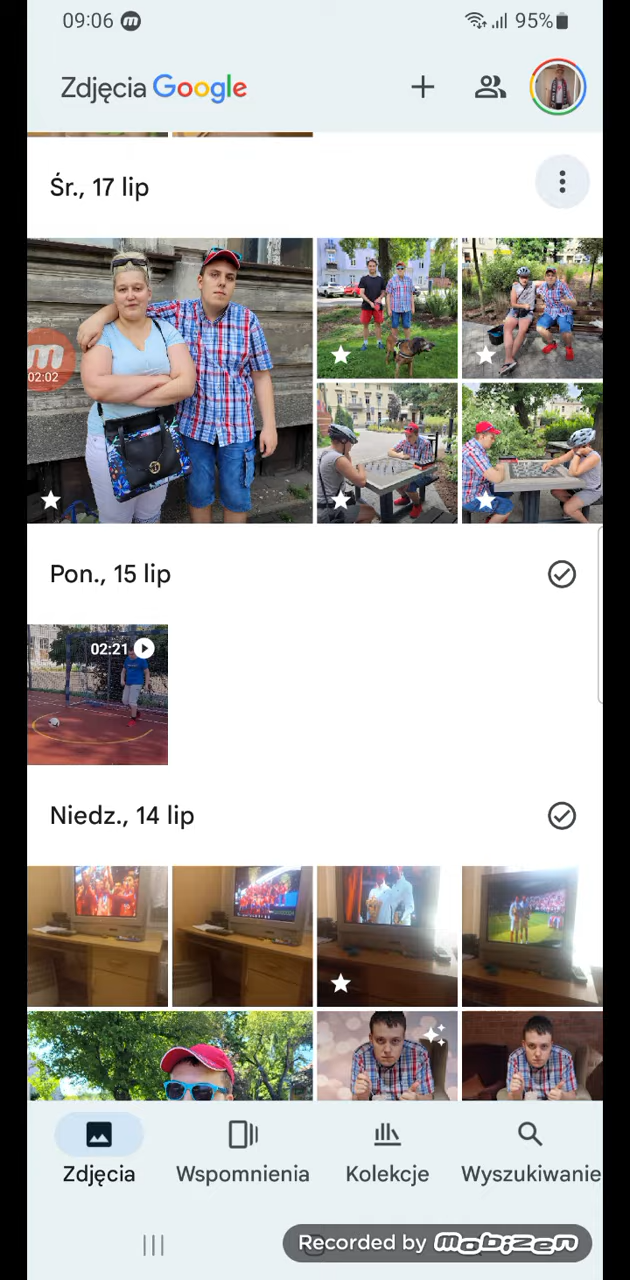 09:06 m 95%
Zdjęcia Google
Śr., 17 lip
02:02
Pon., 15 lip
02:21
Niedz., 14 lip
Zdjęcia Wspomnienia Kolekcje Wyszukiwanie
Recorded by mobizen